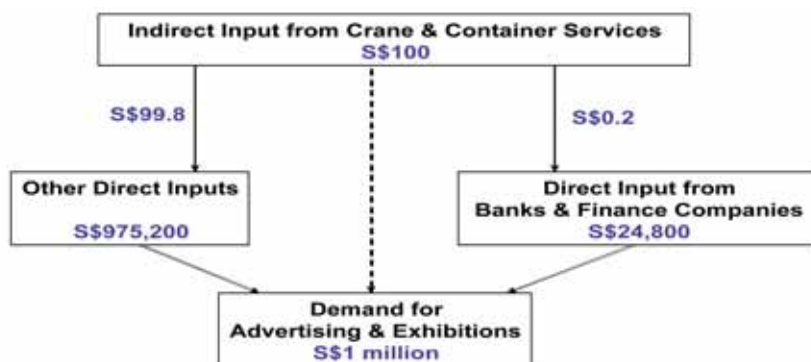 Indirect Input from Crane & Container Services
S$100
S$99.8
S$0.2
Other Direct Inputs
S$975,200
Direct Input from
Banks & Finance Companies
S$24,800
Demand for
Advertising & Exhibitions
S$1 million